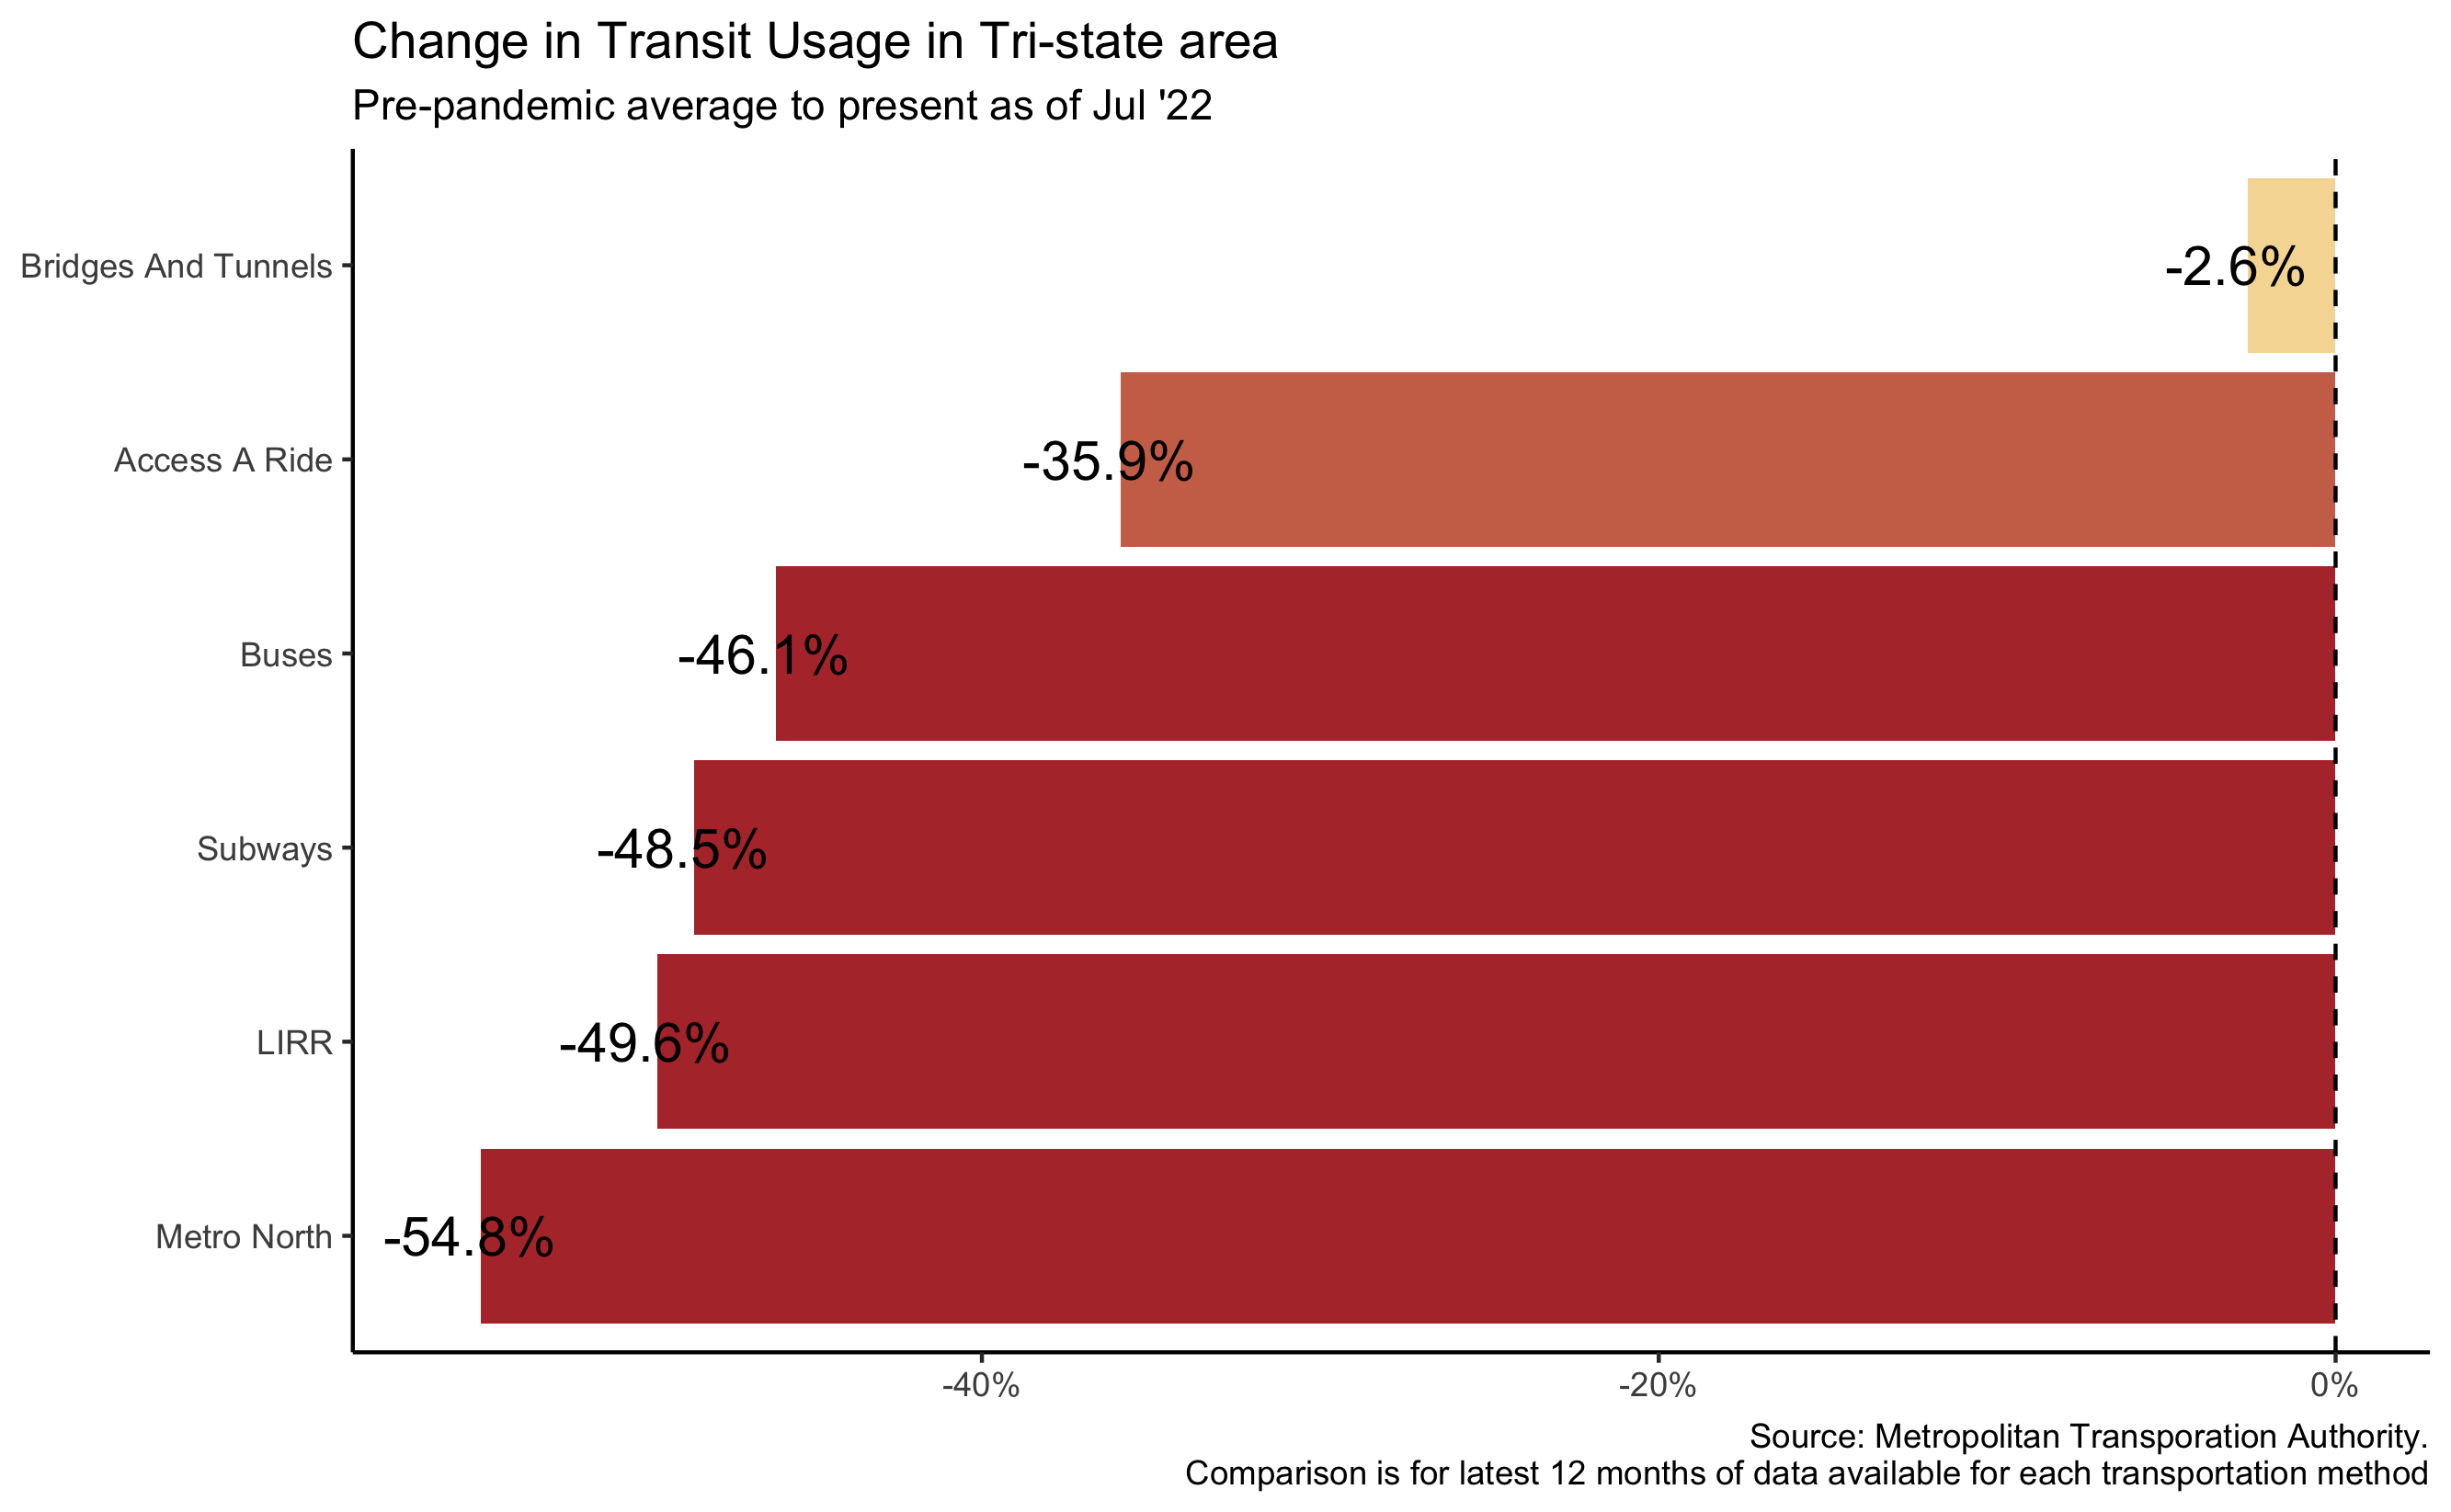 Change in Transit Usage in Tri-state area
Pre-pandemic average to present as of Jul '22
Bridges And Tunnels
-2.6%
Access A Ride
-35.9%
Buses
-46.1%
Subways
-48.5%
LIRR
-49.6%
Metro North
-54.8%
-40%
-20%
0%
Source: Metropolitan Transporation Authority.
Comparison is for latest 12 months of data available for each transportation method